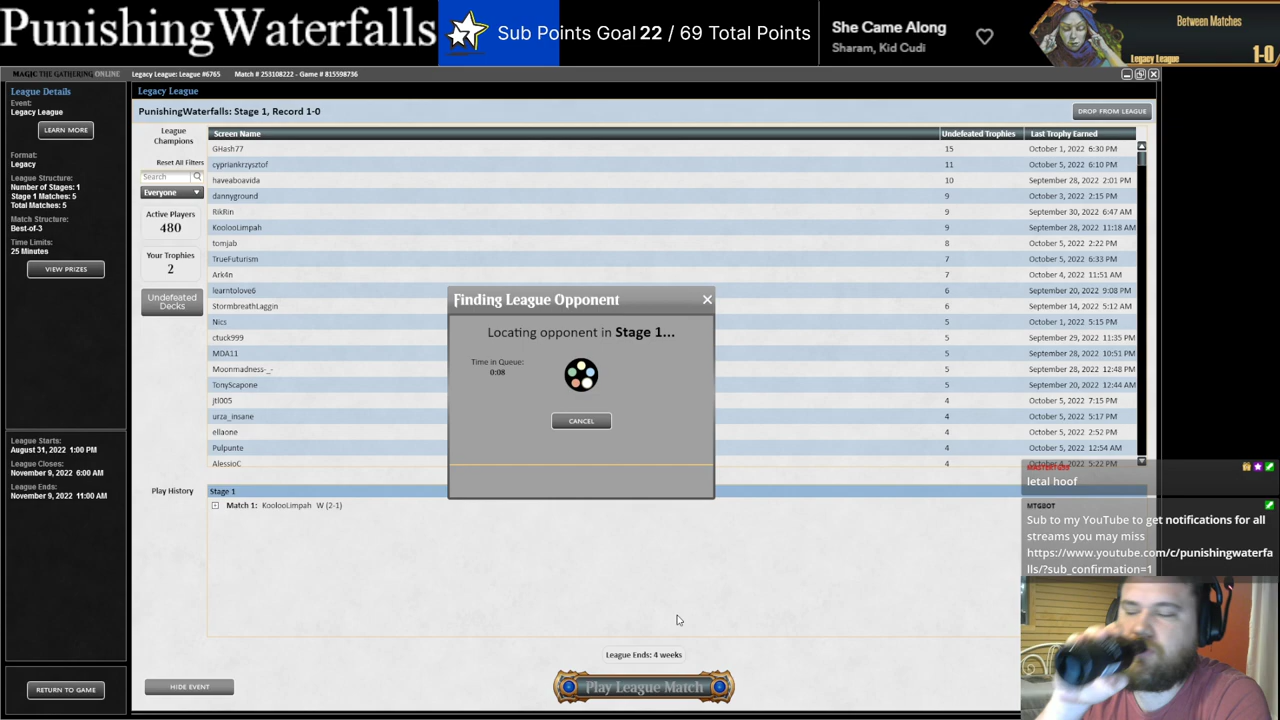 PunishingWaterfalls
Sub Points Goal 22 / 69 Total Points
She Came Along
Sharam, Kid Cudi
Between Matches
Legacy League
1-0
MAGIC THE GATHERING ONLINE
Legacy League: League #6765
Match # 253108222 - Game # 815598736
League Details
Event:
Legacy League
LEARN MORE
Format:
Legacy
League Structure:
Number of Stages: 1
Stage 1 Matches: 5
Total Matches: 5
Match Structure:
Best-of-3
Time Limits:
25 Minutes
VIEW PRIZES
League Starts:
August 31, 2022 1:00 PM
League Closes:
November 9, 2022 6:00 AM
League Ends:
November 9, 2022 11:00 AM
RETURN TO GAME
Legacy League
PunishingWaterfalls: Stage 1, Record 1-0
DROP FROM LEAGUE
League
Champions
Reset All Filters
Search
Everyone
Active Players
480
Your Trophies
2
Undefeated
Decks
Screen Name Undefeated Trophies Last Trophy Earned
GHash77 15 October 1, 2022 6:30 PM
cypriankrzysztof 11 October 5, 2022 6:10 PM
haveaboavida 10 September 28, 2022 2:01 PM
dannyground 9 October 3, 2022 2:15 PM
RikRin 9 September 30, 2022 6:47 AM
KoolooLimpah 9 September 28, 2022 11:18 AM
tomjab 8 October 5, 2022 2:22 PM
TrueFuturism 7 October 5, 2022 6:33 PM
Ark4n 7 October 4, 2022 11:51 AM
learntolove6 6 September 20, 2022 9:08 PM
StormbreathLaggin 6 September 14, 2022 5:12 AM
Nics 5 October 1, 2022 5:15 PM
ctuck999 5 September 29, 2022 11:35 PM
MDA11 5 September 28, 2022 10:51 PM
Moonmadness-_- 5 September 28, 2022 12:48 PM
TonyScapone 5 September 20, 2022 12:44 AM
jtl005 4 October 5, 2022 7:15 PM
urza_insane 4 October 5, 2022 5:17 PM
ellaone 4 October 5, 2022 2:52 PM
Pulpunte 4 October 5, 2022 12:54 AM
AlessioC 4 October 4, 2022 5:22 PM
Finding League Opponent
Locating opponent in Stage 1...
Time in Queue:
0:08
CANCEL
Play History
Stage 1
Match 1: KoolooLimpah W (2-1)
League Ends: 4 weeks
HIDE EVENT
Play League Match
letal hoof
MTGBOT
Sub to my YouTube to get notifications for all
streams you may miss
https://www.youtube.com/c/punishingwaterfa
lls/?sub_confirmation=1